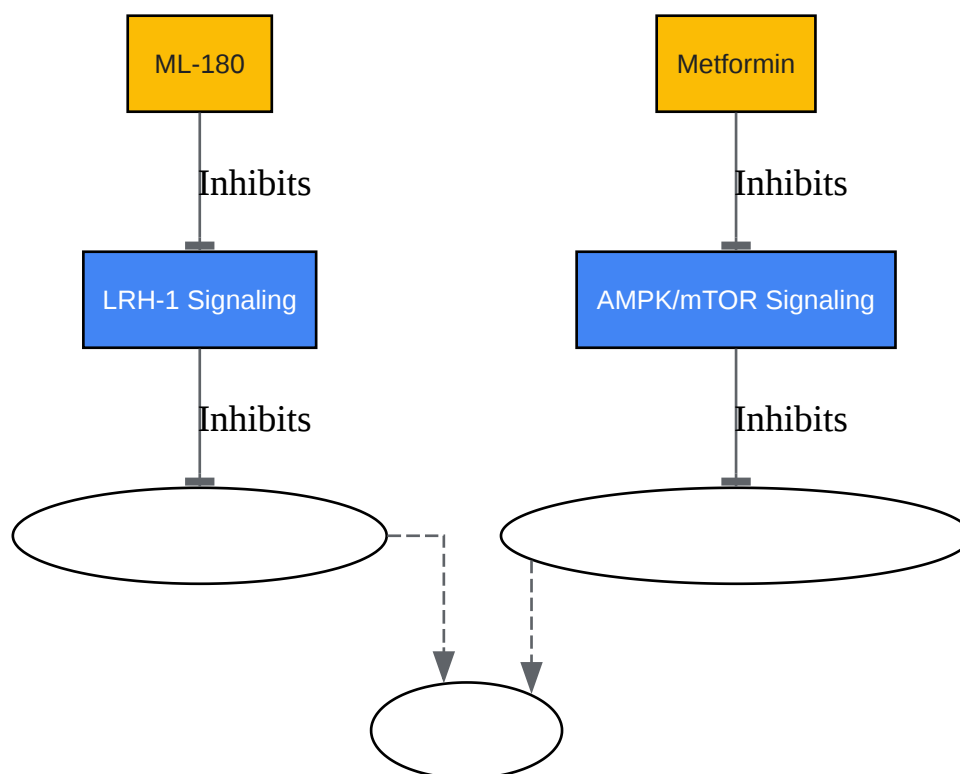 ML-180
Metformin
Inhibits
Inhibits
LRH-1 Signaling
AMPK/mTOR Signaling
Inhibits
Inhibits